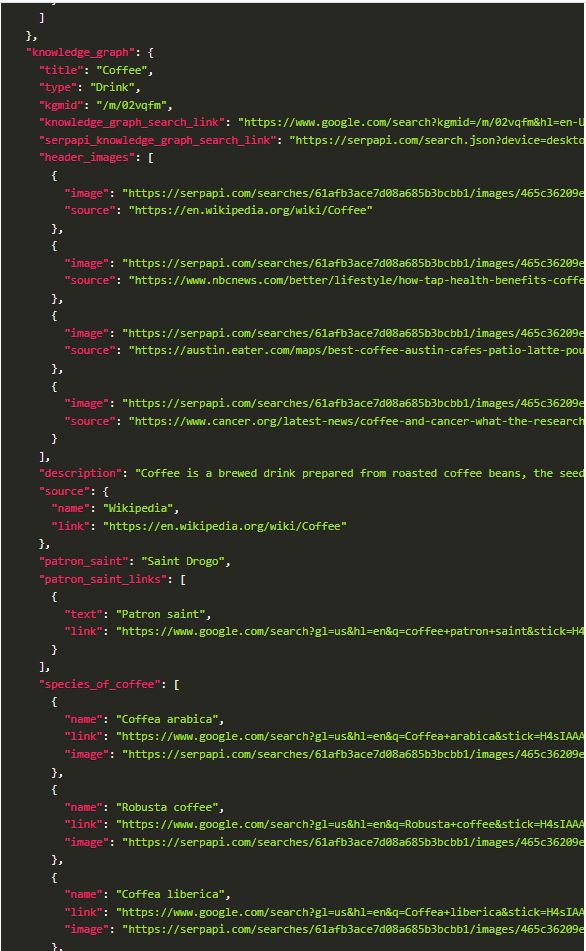 ]
},
"knowledge_graph": {
"title": "Coffee",
"type": "Drink",
"kgmid": "/m/02vqfm",
"knowledge_graph_search_link": "https://www.google.com/search?kgmid=/m/02vqfm&hl=en-U
"serpapi_knowledge_graph_search_link": "https://serpapi.com/search.json?device=deskto
"header_images": [
{
"image": "https://serpapi.com/searches/61afb3ace7d08a685b3bcbb1/images/465c36209e
"source": "https://en.wikipedia.org/wiki/Coffee"
},
{
"image": "https://serpapi.com/searches/61afb3ace7d08a685b3bcbb1/images/465c36209e
"source": "https://www.nbcnews.com/better/lifestyle/how-tap-health-benefits-coffe
},
{
"image": "https://serpapi.com/searches/61afb3ace7d08a685b3bcbb1/images/465c36209e
"source": "https://austin.eater.com/maps/best-coffee-austin-cafes-patio-latte-pou
},
{
"image": "https://serpapi.com/searches/61afb3ace7d08a685b3bcbb1/images/465c36209e
"source": "https://www.cancer.org/latest-news/coffee-and-cancer-what-the-research
}
],
"description": "Coffee is a brewed drink prepared from roasted coffee beans, the seed
"source": {
"name": "Wikipedia",
"link": "https://en.wikipedia.org/wiki/Coffee"
},
"patron_saint": "Saint Drogo",
"patron_saint_links": [
{
"text": "Patron saint",
"link": "https://www.google.com/search?gl=us&hl=en&q=coffee+patron+saint&stick=H4
}
],
"species_of_coffee": [
{
"name": "Coffea arabica",
"link": "https://www.google.com/search?gl=us&hl=en&q=Coffea+arabica&stick=H4sIAAA
"image": "https://serpapi.com/searches/61afb3ace7d08a685b3bcbb1/images/465c36209e
},
{
"name": "Robusta coffee",
"link": "https://www.google.com/search?gl=us&hl=en&q=Robusta+coffee&stick=H4sIAAA
"image": "https://serpapi.com/searches/61afb3ace7d08a685b3bcbb1/images/465c36209e
},
{
"name": "Coffea liberica",
"link": "https://www.google.com/search?gl=us&hl=en&q=Coffea+liberica&stick=H4sIAA
"image": "https://serpapi.com/searches/61afb3ace7d08a685b3bcbb1/images/465c36209e
},